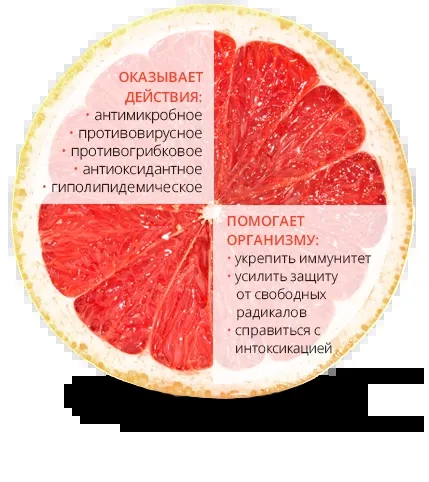 ОКАЗЫВАЕТ
ДЕЙСТВИЯ:
• антимикробное
• противовирусное
• противогрибковое
• антиоксидантное
• гиполипидемическое
ПОМОГАЕТ
ОРГАНИЗМУ:
• укрепить иммунитет
• усилить защиту
от свободных
радикалов
• справиться с
интоксикацией